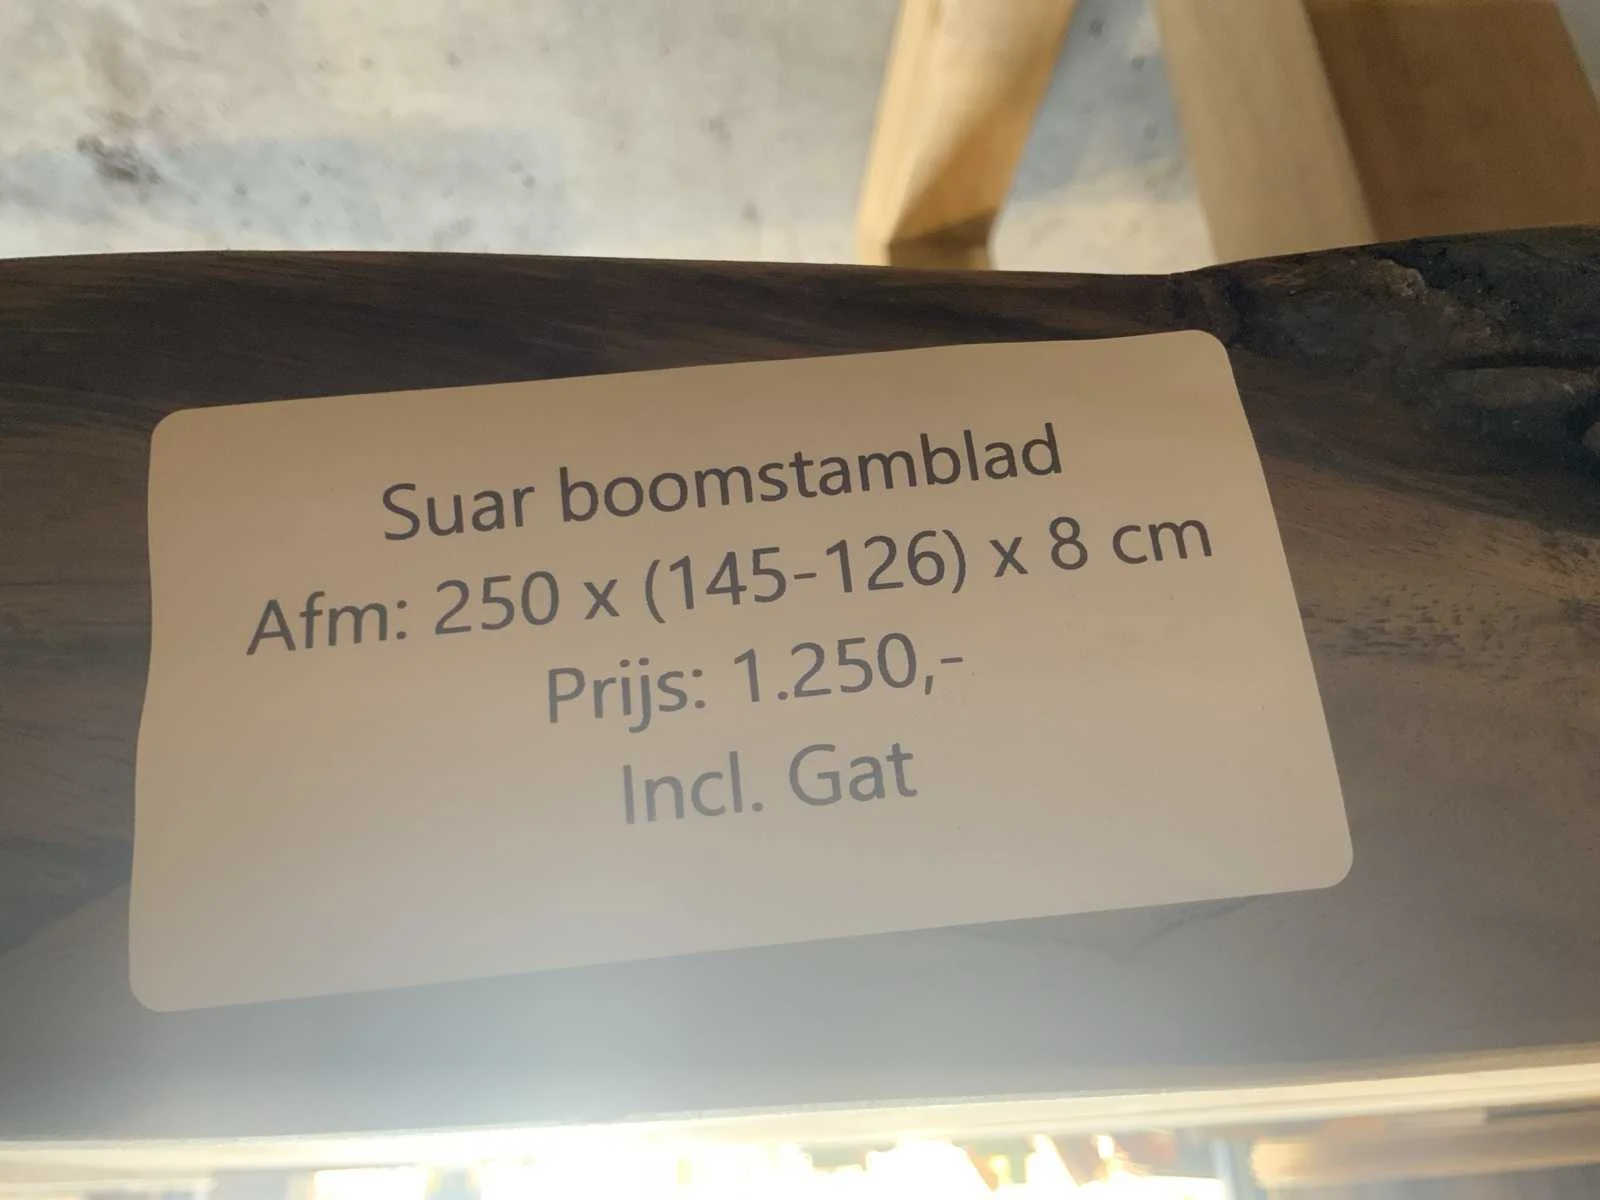 Suar boomstamblad
Afm: 250 x (145-126) x 8 cm
Prijs: 1.250,-
Incl. Gat